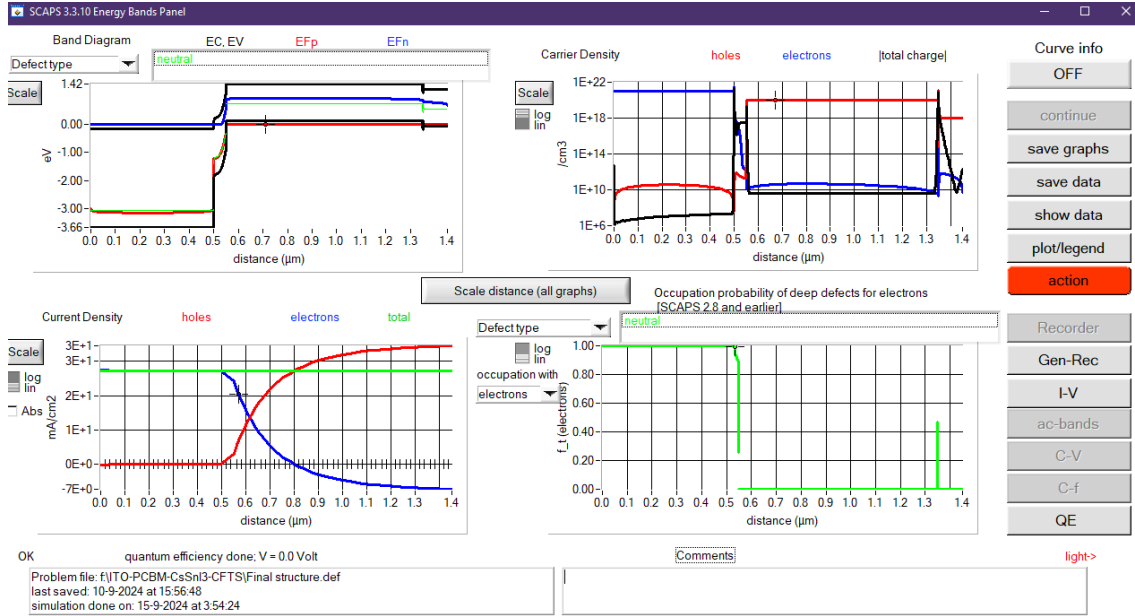 SCAPS 3.3.10 Energy Bands Panel
Band Diagram EC, EV EFp EFn
Defect type
neutral
Scale
1.42
0.00
-1.00
-2.00
-3.00
-3.66
eV
0.0 0.1 0.2 0.3 0.4 0.5 0.6 0.7 0.8 0.9 1.0 1.1 1.2 1.3 1.4
distance (µm)
Carrier Density holes electrons |total charge|
Scale
log
lin
1E+22
1E+18
1E+14
1E+10
1E+6
/cm3
0.0 0.1 0.2 0.3 0.4 0.5 0.6 0.7 0.8 0.9 1.0 1.1 1.2 1.3 1.4
distance (µm)
Curve info
OFF
continue
save graphs
save data
show data
plot/legend
action
Recorder
Gen-Rec
I-V
ac-bands
C-V
C-f
QE
Scale distance (all graphs)
Current Density holes electrons total
Scale
log
lin
Abs
3E+1
3E+1
2E+1
1E+1
0E+0
-7E+0
mA/cm2
0.0 0.1 0.2 0.3 0.4 0.5 0.6 0.7 0.8 0.9 1.0 1.1 1.2 1.3 1.4
distance (µm)
Occupation probability of deep defects for electrons
[SCAPS 2.8 and earlier]
Defect type
neutral
log
lin
occupation with
electrons
1.00
0.80
0.60
0.40
0.20
0.00
f_t (electrons)
0.0 0.1 0.2 0.3 0.4 0.5 0.6 0.7 0.8 0.9 1.0 1.1 1.2 1.3 1.4
distance (µm)
OK quantum efficiency done; V = 0.0 Volt
Comments
light->
Problem file: f:\ITO-PCBM-CsSnI3-CFTS\Final structure.def
last saved: 10-9-2024 at 15:56:48
simulation done on: 15-9-2024 at 3:54:24